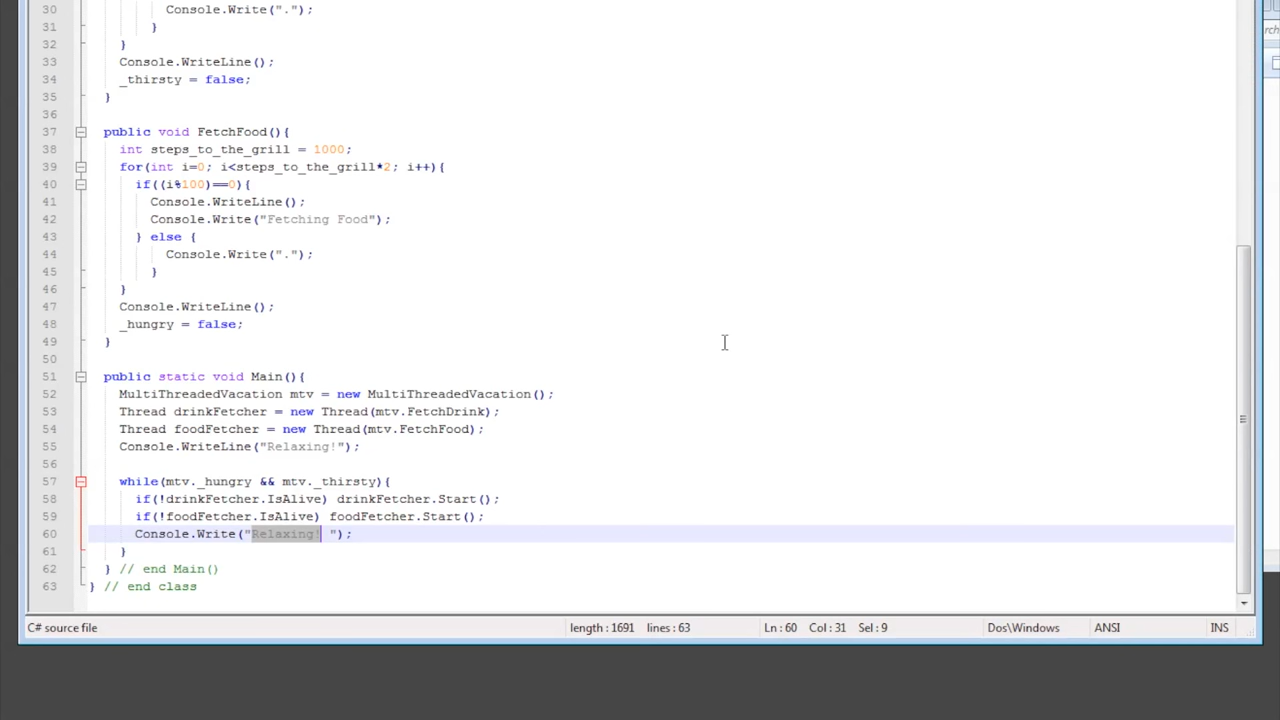 30 Console.Write(".");
31 }
32 }
33 Console.WriteLine();
34 _thirsty = false;
35 }
36
37 public void FetchFood(){
38 int steps_to_the_grill = 1000;
39 for(int i=0; i<steps_to_the_grill*2; i++){
40 if((i%100)==0){
41 Console.WriteLine();
42 Console.Write("Fetching Food");
43 } else {
44 Console.Write(".");
45 }
46 }
47 Console.WriteLine();
48 _hungry = false;
49 }
50
51 public static void Main(){
52 MultiThreadedVacation mtv = new MultiThreadedVacation();
53 Thread drinkFetcher = new Thread(mtv.FetchDrink);
54 Thread foodFetcher = new Thread(mtv.FetchFood);
55 Console.WriteLine("Relaxing!");
56
57 while(mtv._hungry && mtv._thirsty){
58 if(!drinkFetcher.IsAlive) drinkFetcher.Start();
59 if(!foodFetcher.IsAlive) foodFetcher.Start();
60 Console.Write("Relaxing! ");
61 }
62 } // end Main()
63 } // end class
C# source file length : 1691 lines : 63 Ln : 60 Col : 31 Sel : 9 Dos\Windows ANSI INS